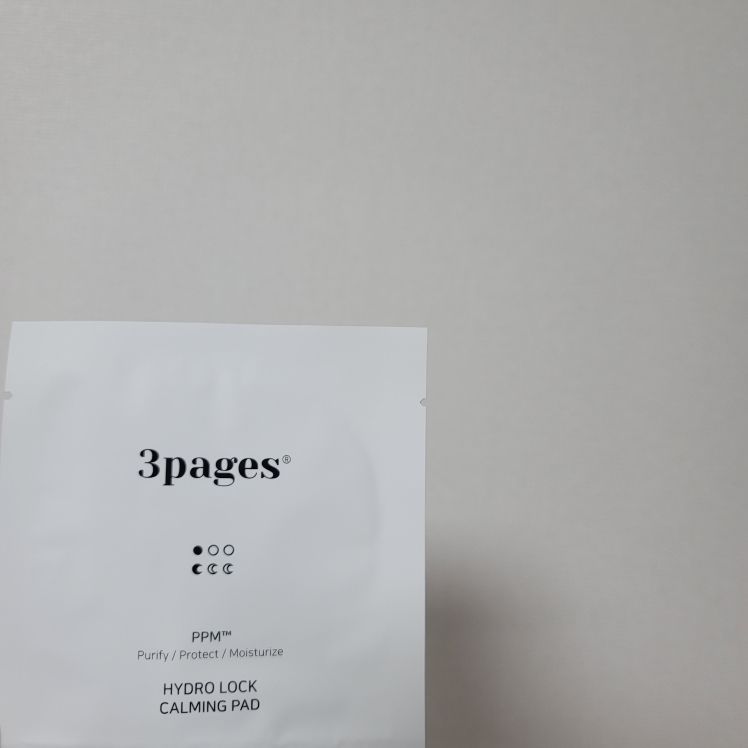 3pages®
PPM™
Purify / Protect / Moisturize
HYDRO LOCK
CALMING PAD